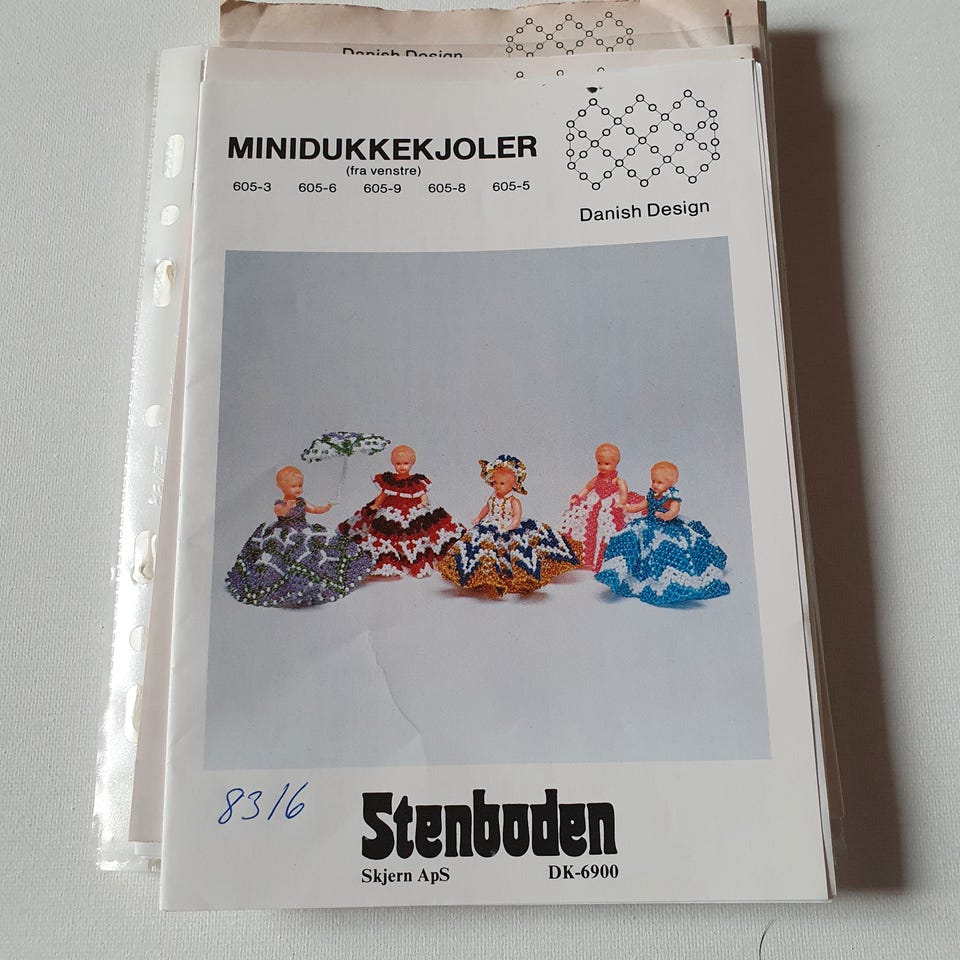 Danish Design
MINIDUKKEKJOLER
(fra venstre)
605-3 605-6 605-9 605-8 605-5
Danish Design
8316
Stenboden
Skjern ApS DK-6900